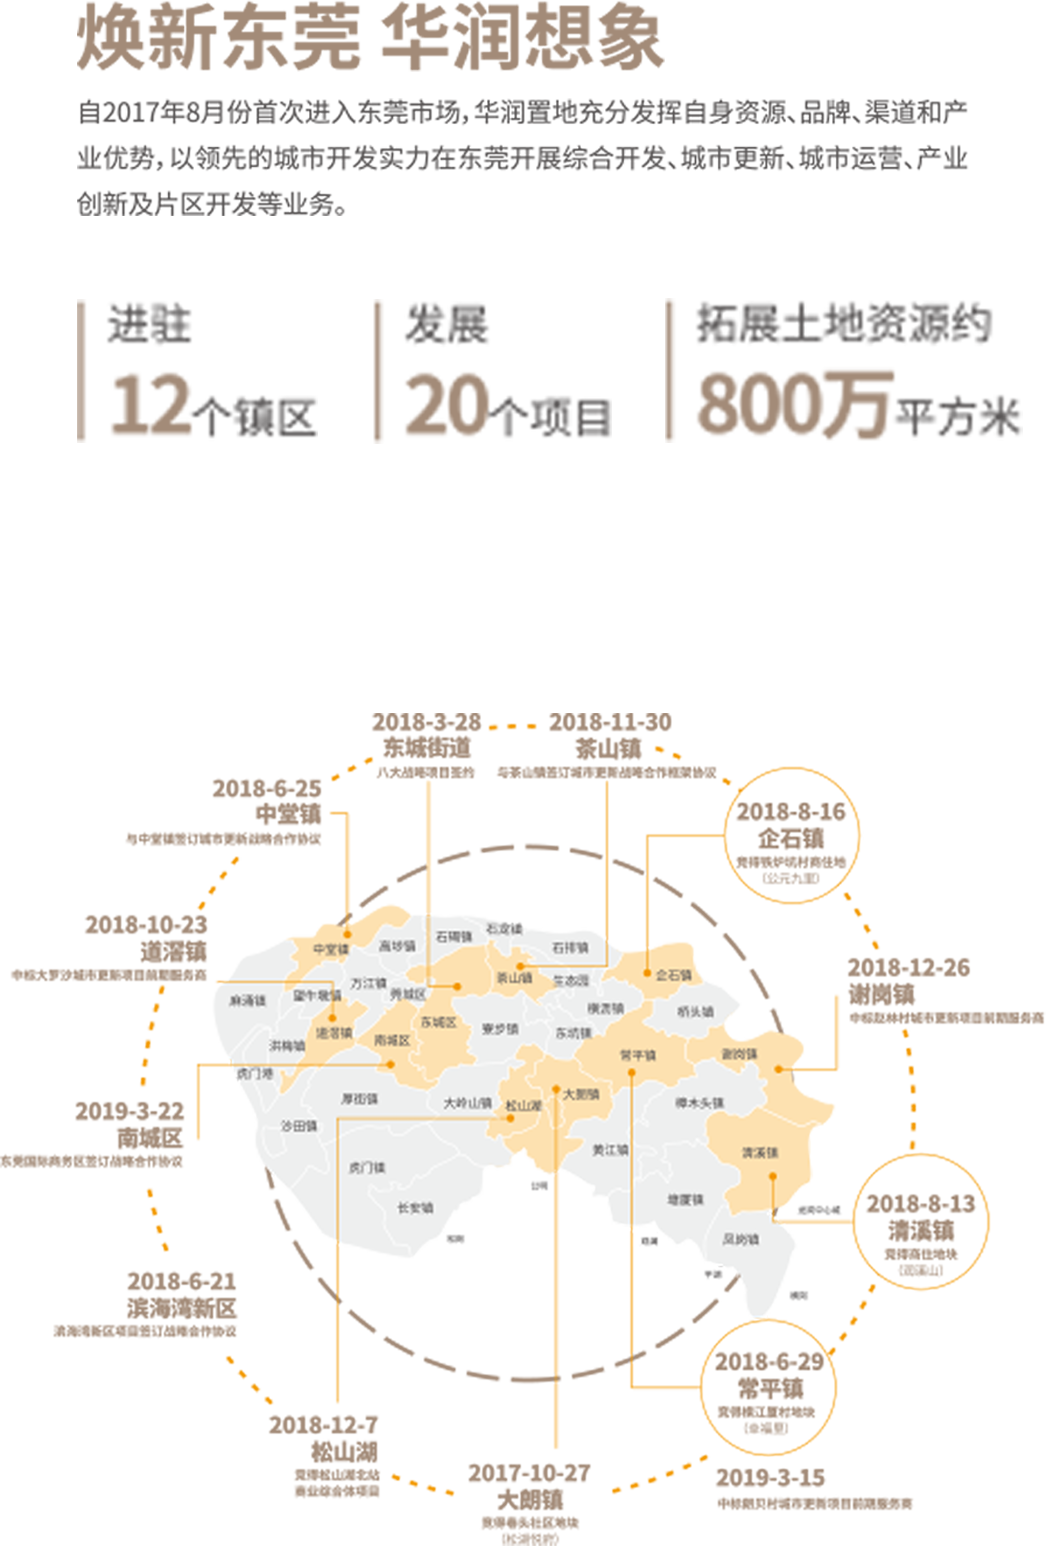 焕新东莞 华润想象
自2017年8月份首次进入东莞市场,华润置地充分发挥自身资源、品牌、渠道和产
业优势,以领先的城市开发实力在东莞开展综合开发、城市更新、城市运营、产业
创新及片区开发等业务。
进驻
12个镇区
发展
20个项目
拓展土地资源约
800万平方米
2018-3-28
东城街道
八大战略项目签约
2018-11-30
茶山镇
与茶山镇签订城市更新战略合作框架协议
2018-6-25
中堂镇
与中堂镇签订城市更新战略合作协议
2018-8-16
企石镇
竞得铁炉坑村商住地
(公元九里)
2018-10-23
道滘镇
中标大罗沙城市更新项目前期服务商
2018-12-26
谢岗镇
中标赵林村城市更新项目前期服务商
2019-3-22
南城区
东莞国际商务区签订战略合作协议
2018-8-13
清溪镇
竞得商住地块
(润溪山)
2018-6-21
滨海湾新区
滨海湾新区项目签订战略合作协议
2018-6-29
常平镇
竞得横江厦村地块
(幸福里)
2018-12-7
松山湖
竞得松山湖北站
商业综合体项目
2017-10-27
大朗镇
竞得巷头社区地块
(松湖悦府)
2019-3-15
中标朗贝村城市更新项目前期服务商
中堂镇
高埗镇
石碣镇
石龙镇
石排镇
茶山镇
生态园
企石镇
麻涌镇
望牛墩镇
万江镇
莞城区
东城区
横沥镇
桥头镇
道滘镇
南城区
寮步镇
东坑镇
常平镇
谢岗镇
洪梅镇
虎门港
厚街镇
大岭山镇
松山湖
大朗镇
樟木头镇
沙田镇
虎门镇
黄江镇
清溪镇
长安镇
塘厦镇
凤岗镇
公明
松岗
观澜
平湖
龙岗中心城
横岗